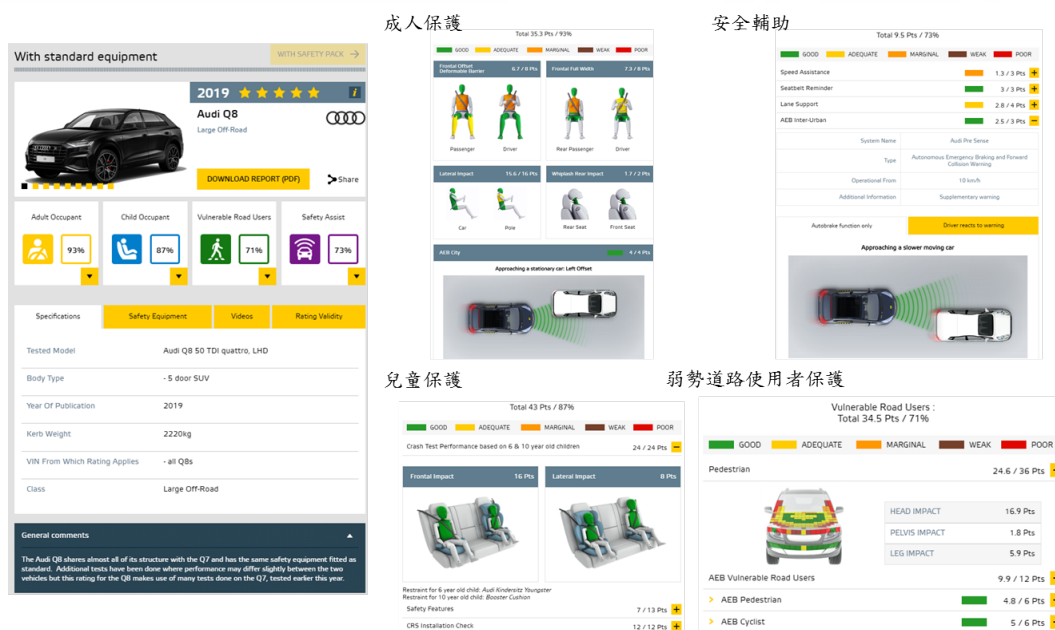 With standard equipment
WITH SAFETY PACK
2019
i
Audi Q8
Large Off-Road
DOWNLOAD REPORT (PDF)
Share
Adult Occupant
Child Occupant
Vulnerable Road Users
Safety Assist
93%
87%
71%
73%
Specifications
Safety Equipment
Videos
Rating Validity
Tested Model
Audi Q8 50 TDI quattro, LHD
Body Type
- 5 door SUV
Year Of Publication
2019
Kerb Weight
2220kg
VIN From Which Rating Applies
- all Q8s
Class
Large Off-Road
General comments
The Audi Q8 shares almost all of its structure with the Q7 and has the same safety equipment fitted as
standard. Additional tests have been done where performance may differ slightly between the two
vehicles but this rating for the Q8 makes use of many tests done on the Q7, tested earlier this year.
成人保護
Total 35.3 Pts / 93%
GOOD
ADEQUATE
MARGINAL
WEAK
POOR
Frontal Offset
Deformable Barrier
6.7 / 8 Pts
Frontal Full Width
7.3 / 8 Pts
Passenger
Driver
Rear Passenger
Driver
Lateral Impact
15.6 / 16 Pts
Whiplash Rear Impact
1.7 / 2 Pts
Car
Pole
Rear Seat
Front Seat
AEB City
4 / 4 Pts
Approaching a stationary car: Left Offset
安全輔助
Total 9.5 Pts / 73%
GOOD
ADEQUATE
MARGINAL
WEAK
POOR
Speed Assistance
1.3 / 3 Pts
Seatbelt Reminder
3 / 3 Pts
Lane Support
2.8 / 4 Pts
AEB Inter-Urban
2.5 / 3 Pts
System Name
Audi Pre Sense
Type
Autonomous Emergency Braking and Forward
Collision Warning
Operational From
10 km/h
Additional Information
Supplementary warning
Autobrake function only
Driver reacts to warning
Approaching a slower moving car
兒童保護
Total 43 Pts / 87%
GOOD
ADEQUATE
MARGINAL
WEAK
POOR
Crash Test Performance based on 6 & 10 year old children
24 / 24 Pts
Frontal Impact
16 Pts
Lateral Impact
8 Pts
Restraint for 6 year old child: Audi Kindersitz Youngster
Restraint for 10 year old child: Booster Cushion
Safety Features
7 / 13 Pts
CRS Installation Check
12 / 12 Pts
弱勢道路使用者保護
Vulnerable Road Users :
Total 34.5 Pts / 71%
GOOD
ADEQUATE
MARGINAL
WEAK
POOR
Pedestrian
24.6 / 36 Pts
HEAD IMPACT
16.9 Pts
PELVIS IMPACT
1.8 Pts
LEG IMPACT
5.9 Pts
AEB Vulnerable Road Users
9.9 / 12 Pts
AEB Pedestrian
4.8 / 6 Pts
AEB Cyclist
5 / 6 Pts